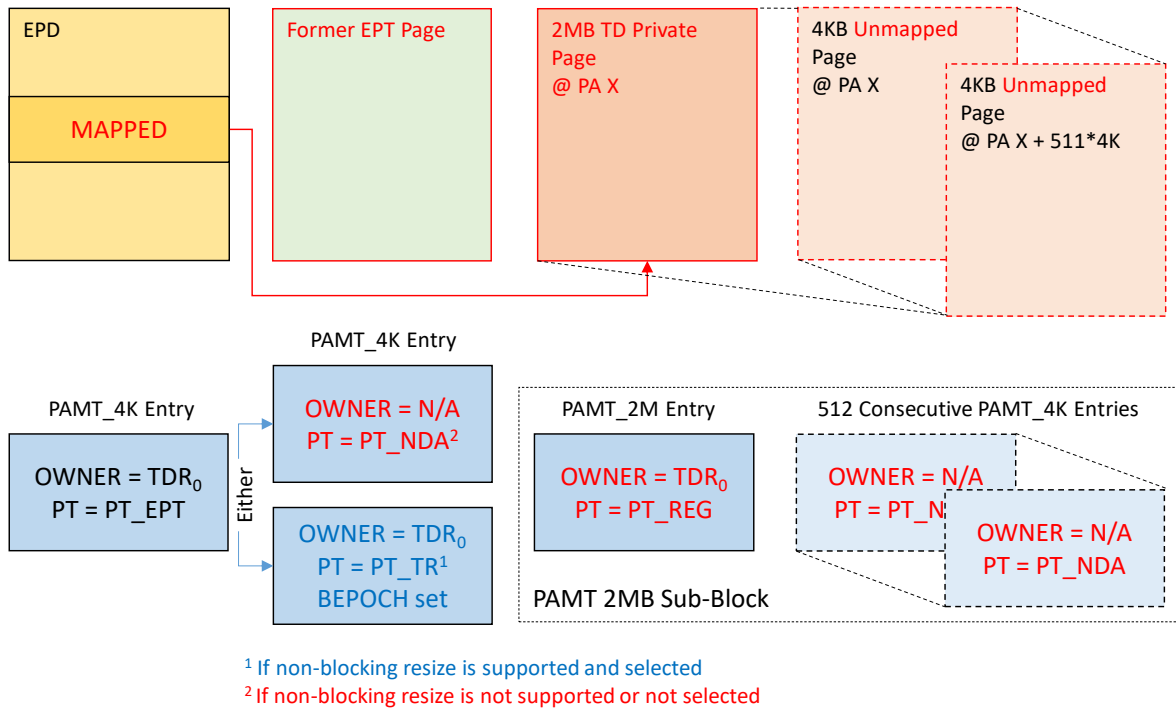 EPD
MAPPED
Former EPT Page
2MB TD Private
Page
@ PA X
4KB Unmapped
Page
@ PA X
4KB Unmapped
Page
@ PA X + 511*4K
PAMT_4K Entry
OWNER = TDR₀
PT = PT_EPT
Either
PAMT_4K Entry
OWNER = N/A
PT = PT_NDA²
OWNER = TDR₀
PT = PT_TR¹
BEPOCH set
PAMT_2M Entry
OWNER = TDR₀
PT = PT_REG
512 Consecutive PAMT_4K Entries
OWNER = N/A
PT = PT_N
OWNER = N/A
PT = PT_NDA
PAMT 2MB Sub-Block
¹ If non-blocking resize is supported and selected
² If non-blocking resize is not supported or not selected